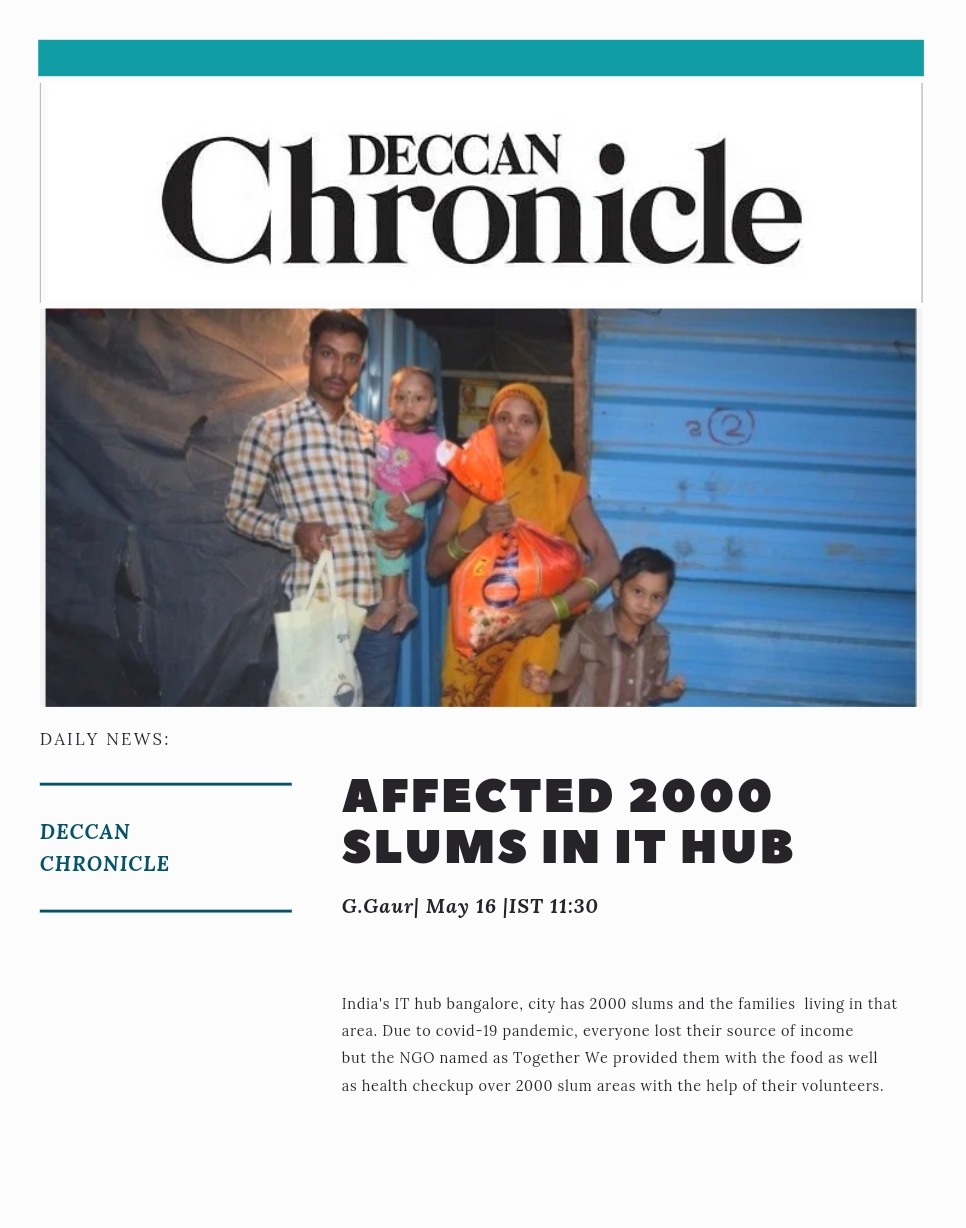 DECCAN
Chronicle
2 2
DAILY NEWS:
DECCAN
CHRONICLE
AFFECTED 2000
SLUMS IN IT HUB
G.Gaur| May 16 |IST 11:30
India's IT hub bangalore, city has 2000 slums and the families  living in that
area. Due to covid-19 pandemic, everyone lost their source of income
but the NGO named as Together We provided them with the food as well
as health checkup over 2000 slum areas with the help of their volunteers.